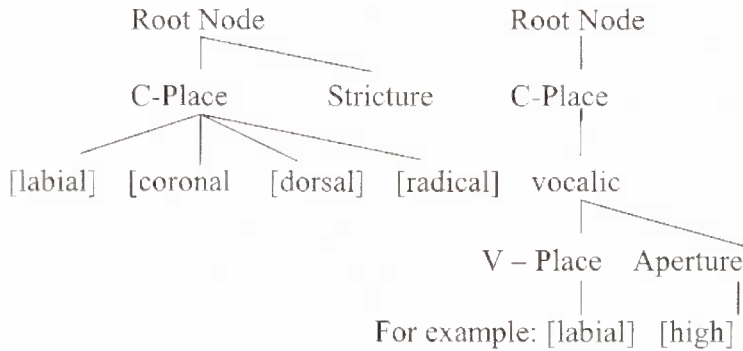 Root Node Root Node
C-Place Stricture C-Place
[labial] [coronal [dorsal] [radical] vocalic
V – Place Aperture
For example: [labial] [high]